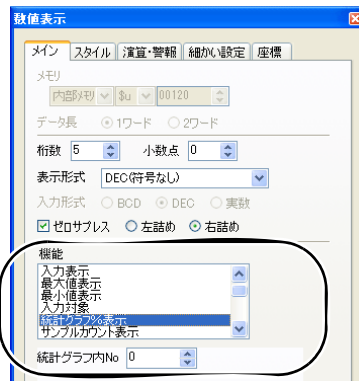 数値表示
メイン スタイル 演算・警報 細かい設定 座標
メモリ
内部メモリ $u 00120
データ長 1ワード 2ワード
桁数 5 小数点 0
表示形式 DEC(符号なし)
入力形式 BCD DEC 実数
ゼロサプレス 左詰め 右詰め
機能
入力表示
最大値表示
最小値表示
入力対象
統計グラフ%表示
サンプルカウント表示
統計グラフ内No 0